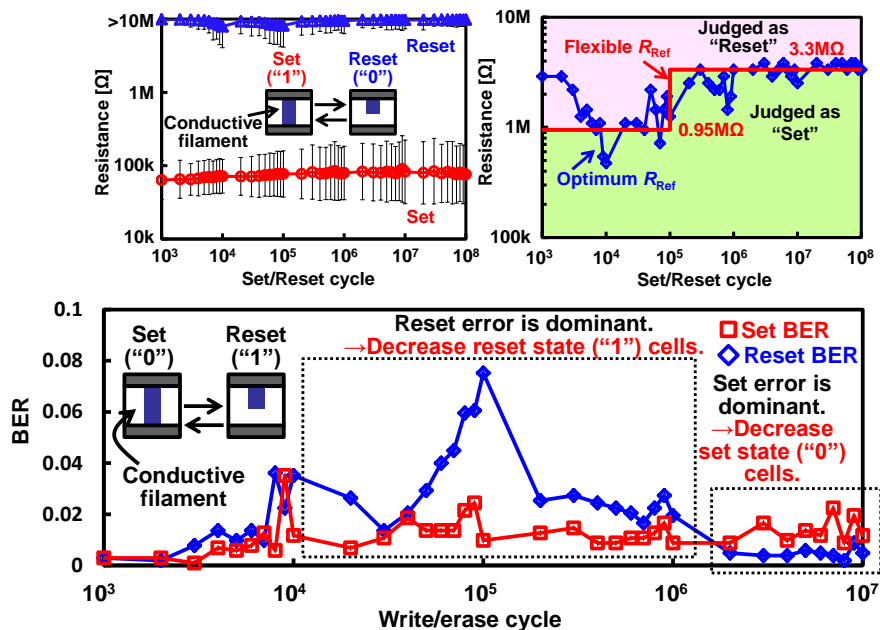 >10M
1M
100k
10k
Resistance [Ω]
Reset
Set
(“1”)
Reset
(“0”)
Conductive
filament
Set
10³ 10⁴ 10⁵ 10⁶ 10⁷ 10⁸
Set/Reset cycle
10M
1M
100k
Resistance [Ω]
Judged as
“Reset”
Flexible R_Ref
3.3MΩ
0.95MΩ
Judged as
“Set”
Optimum R_Ref
10³ 10⁴ 10⁵ 10⁶ 10⁷ 10⁸
Set/Reset cycle
0.1
0.08
0.06
0.04
0.02
0
BER
Set
(“0”)
Reset
(“1”)
Conductive
filament
Reset error is dominant.
→Decrease reset state (“1”) cells.
Set BER
Reset BER
Set error is
dominant.
→Decrease
set state (“0”)
cells.
10³ 10⁴ 10⁵ 10⁶ 10⁷
Write/erase cycle